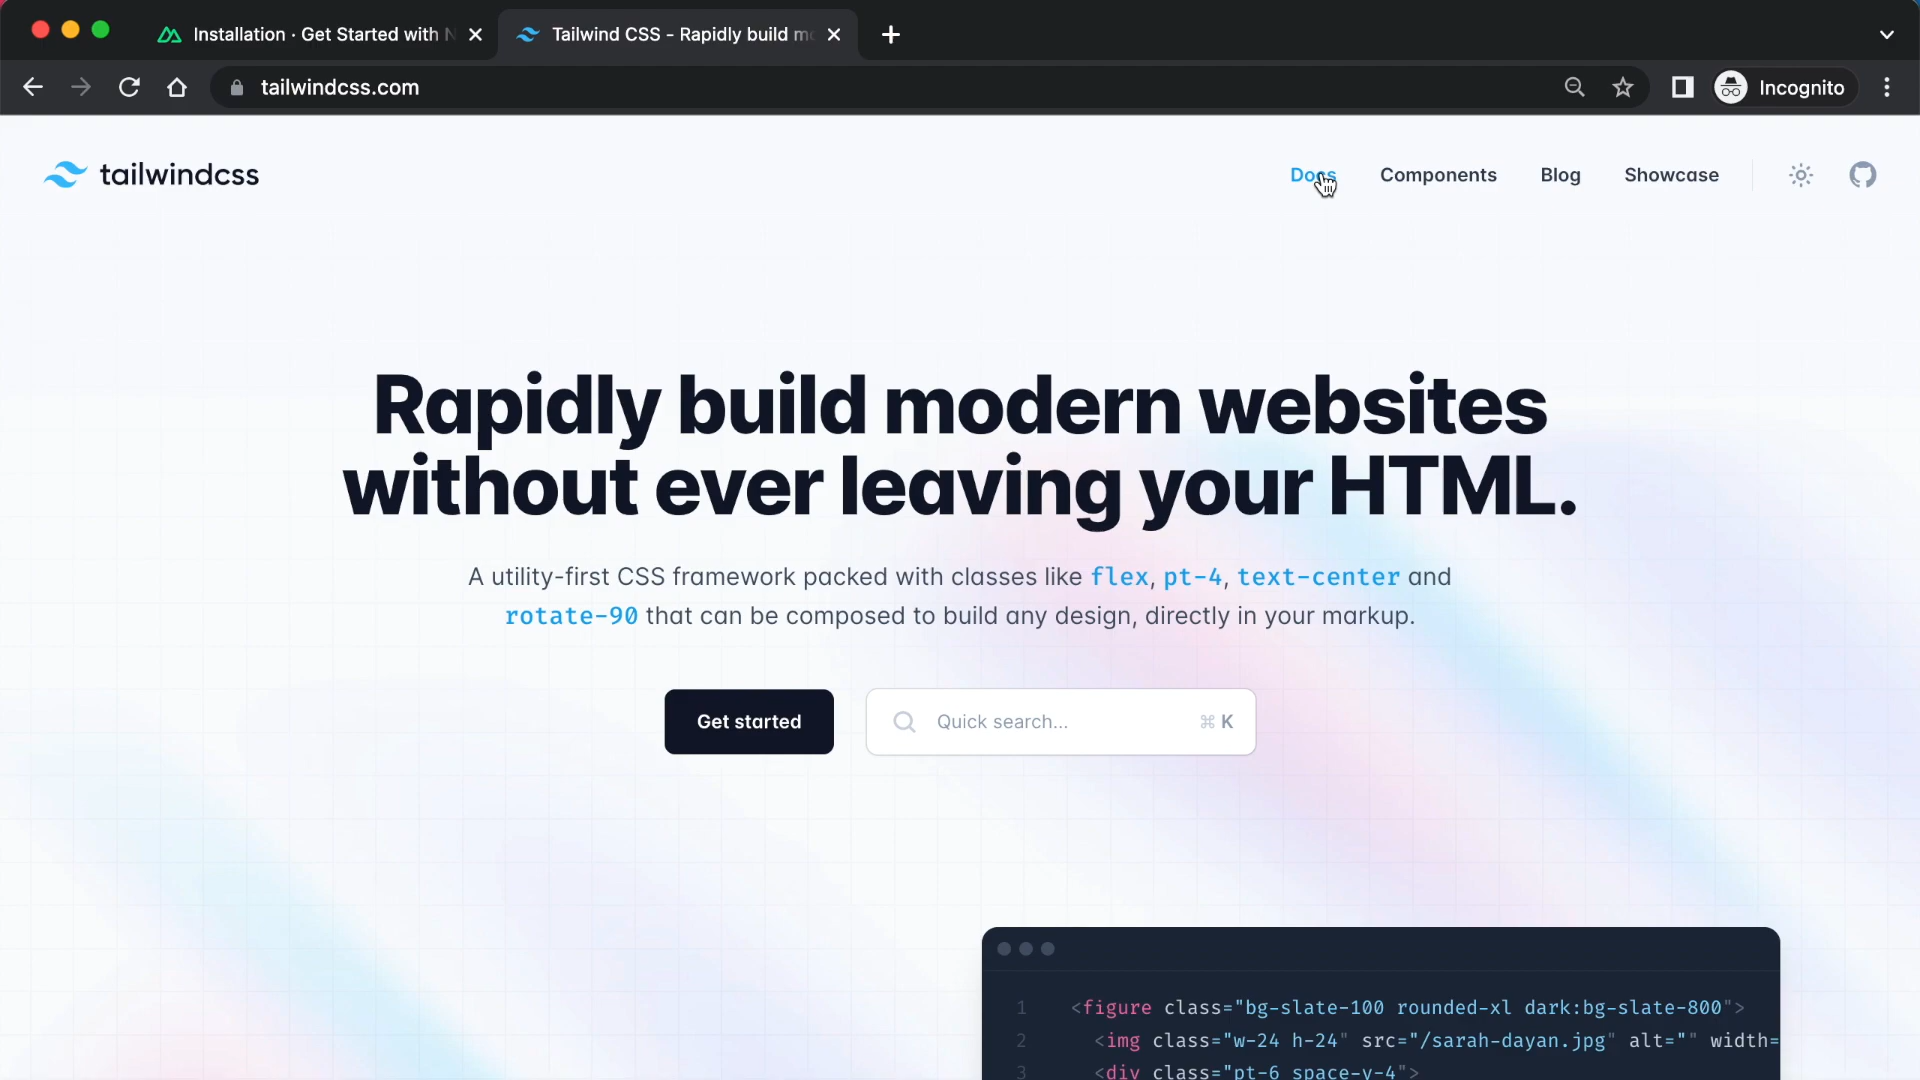 Installation · Get Started with N
Tailwind CSS - Rapidly build mo
tailwindcss.com
Incognito
tailwindcss
Docs
Components
Blog
Showcase
Rapidly build modern websites
without ever leaving your HTML.
A utility-first CSS framework packed with classes like flex, pt-4, text-center and
rotate-90 that can be composed to build any design, directly in your markup.
Get started
Quick search...
⌘ K
1 <figure class="bg-slate-100 rounded-xl dark:bg-slate-800">
2 <img class="w-24 h-24" src="/sarah-dayan.jpg" alt="" width=
3 <div class="pt-6 space-y-4">